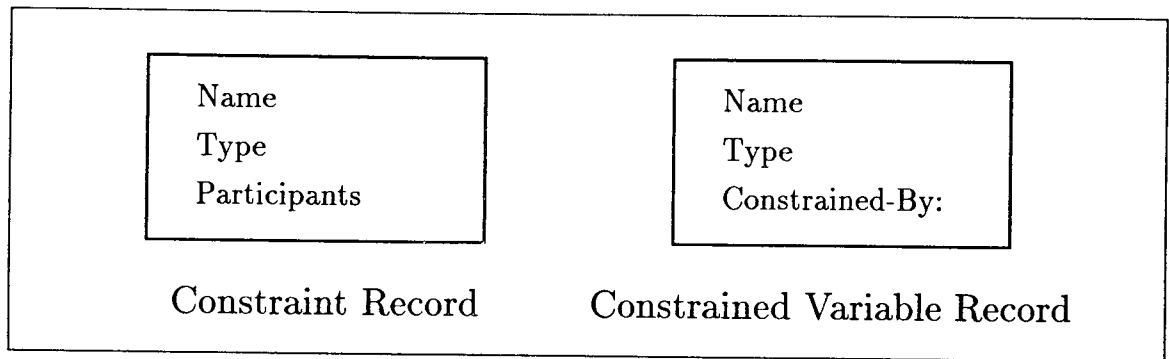 Name
Type
Participants
Constraint Record
Name
Type
Constrained-By:
Constrained Variable Record